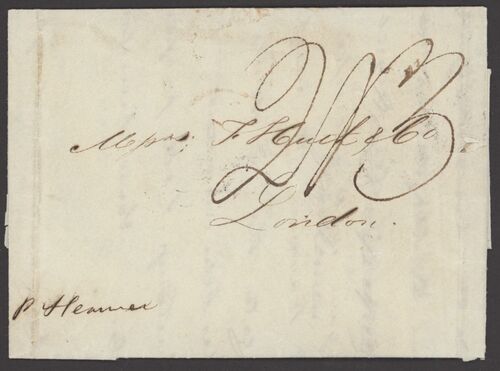 Messrs. F Huth & Co
2/3
London.
p Steamer